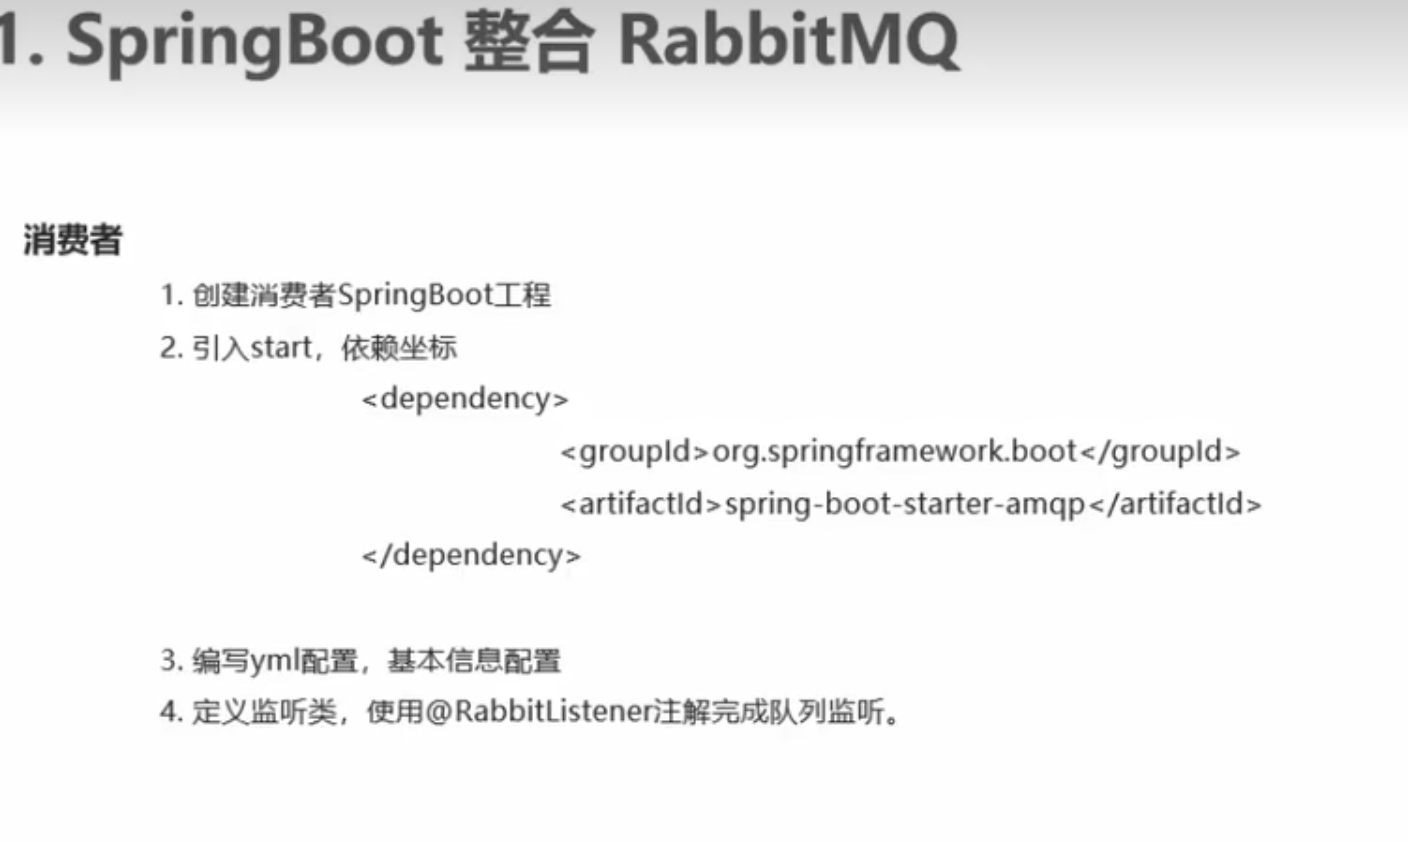 1. SpringBoot 整合 RabbitMQ
消费者
1. 创建消费者SpringBoot工程
2. 引入start，依赖坐标
<dependency>
<groupId>org.springframework.boot</groupId>
<artifactId>spring-boot-starter-amqp</artifactId>
</dependency>
3. 编写yml配置，基本信息配置
4. 定义监听类，使用@RabbitListener注解完成队列监听。